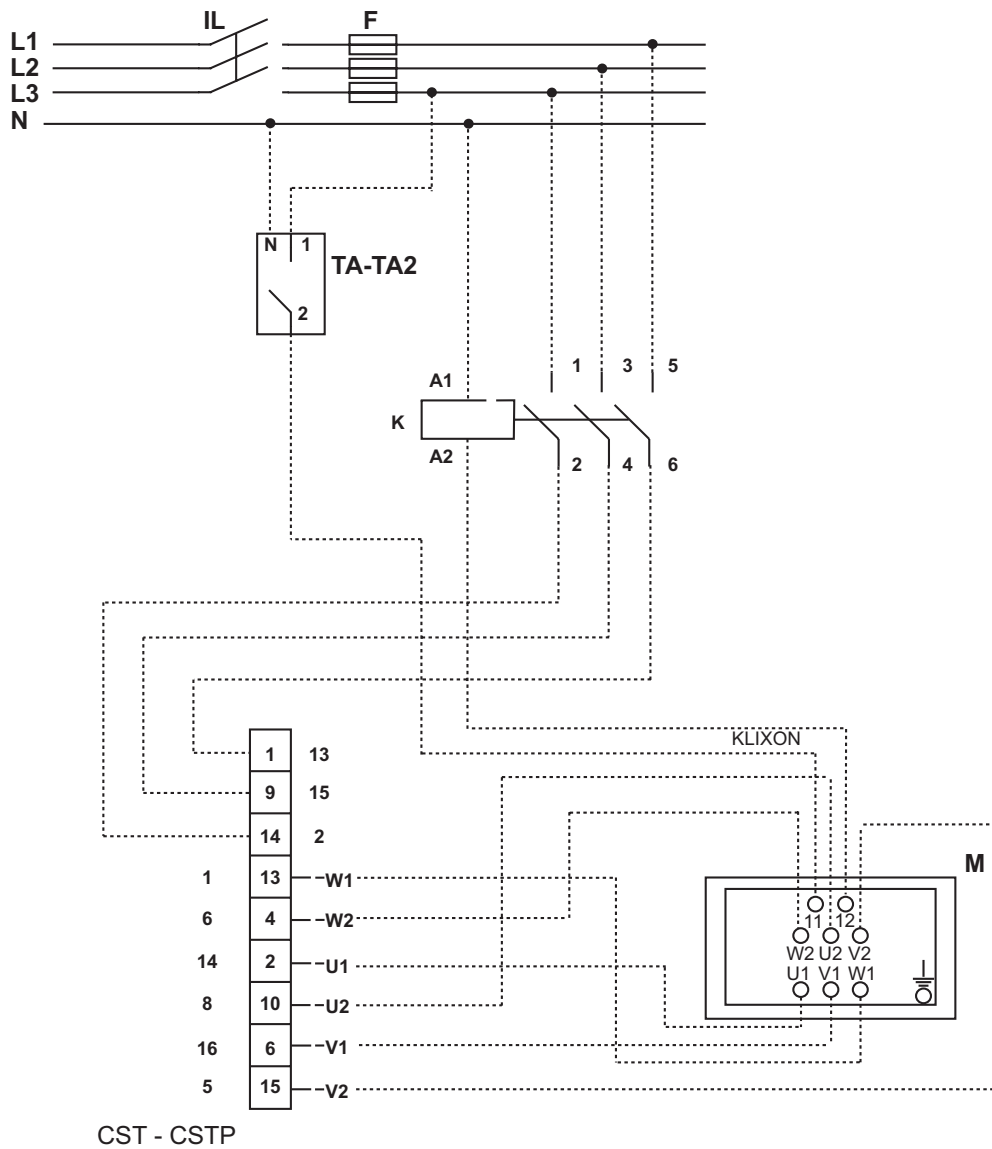 IL F
L1
L2
L3
N
N 1
TA-TA2
2
1 3 5
A1
K
A2
2 4 6
KLIXON
1 13
9 15
14 2
1 13 W1
6 4 W2
14 2 U1
8 10 U2
16 6 V1
5 15 V2
M
11 12
W2 U2 V2
U1 V1 W1
CST - CSTP